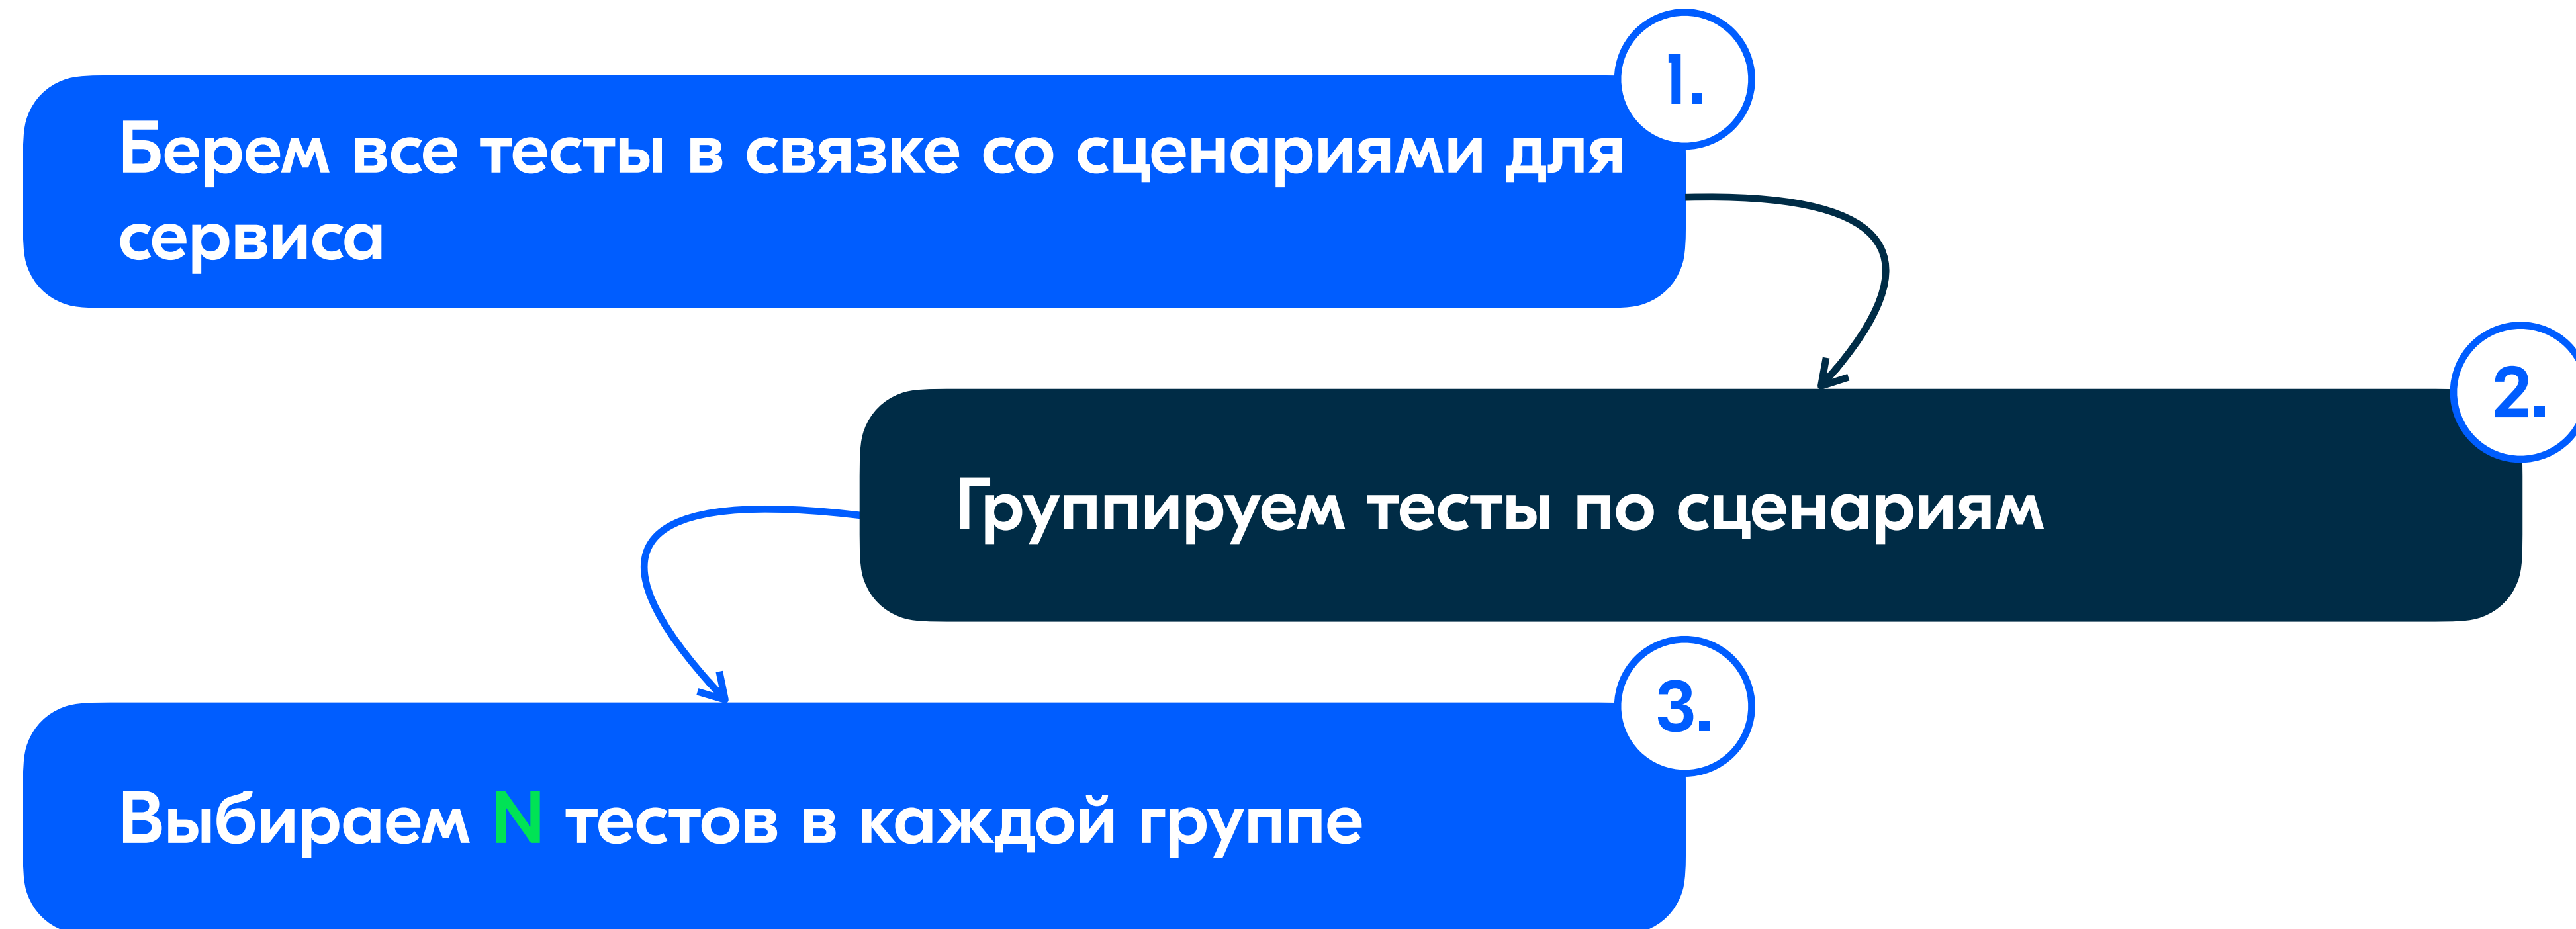 1.
Берем все тесты в связке со сценариями для
сервиса
2.
Группируем тесты по сценариям
3.
Выбираем N тестов в каждой группе